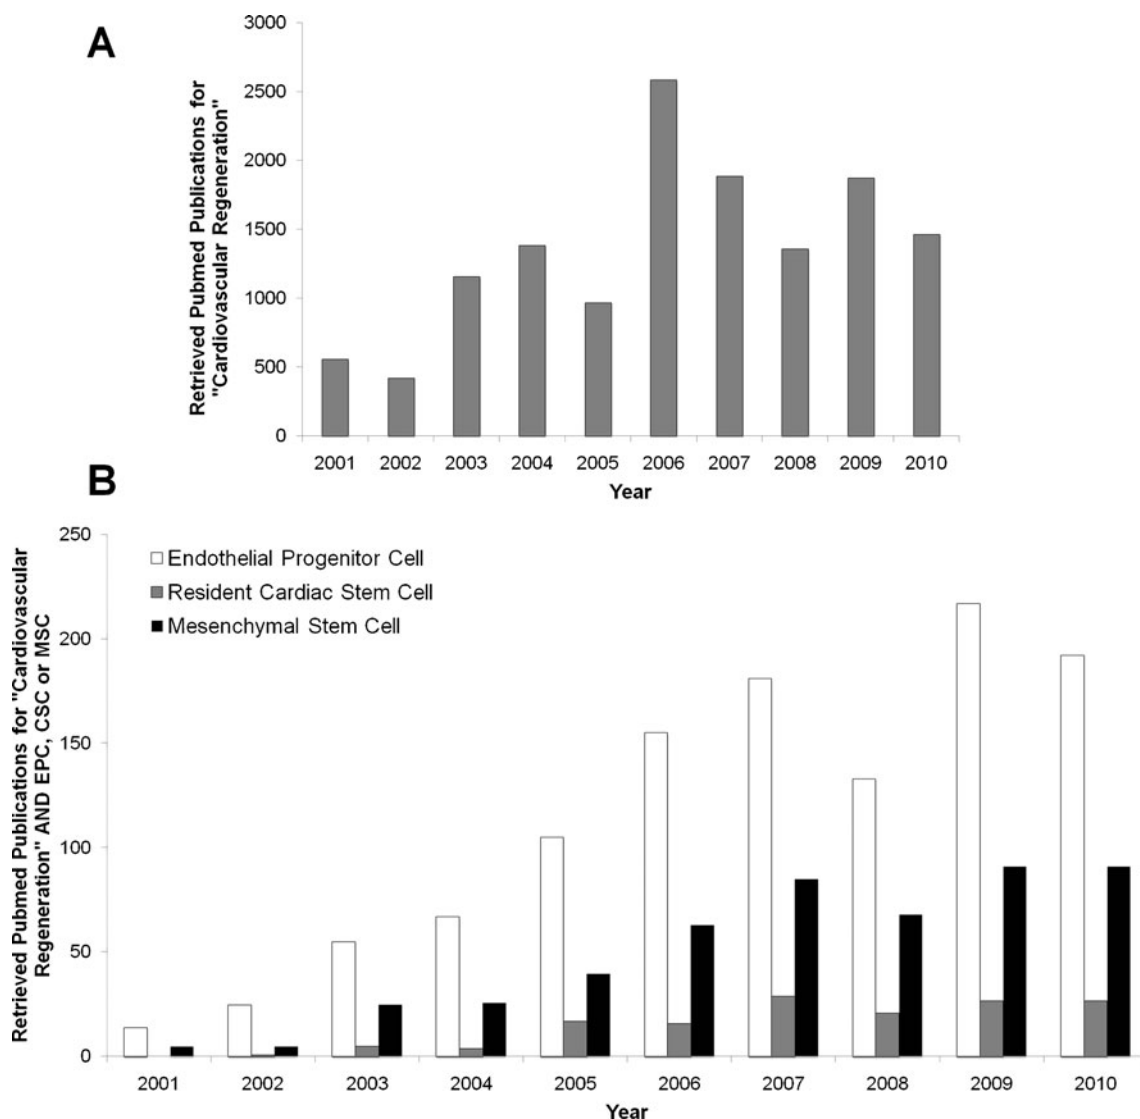 A
Retrieved Pubmed Publications for
"Cardiovascular Regeneration"
3000
2500
2000
1500
1000
500
0
2001 2002 2003 2004 2005 2006 2007 2008 2009 2010
Year
B
Retrieved Pubmed Publications for "Cardiovascular
Regeneration" AND EPC, CSC or MSC
250
200
150
100
50
0
Endothelial Progenitor Cell
Resident Cardiac Stem Cell
Mesenchymal Stem Cell
2001 2002 2003 2004 2005 2006 2007 2008 2009 2010
Year